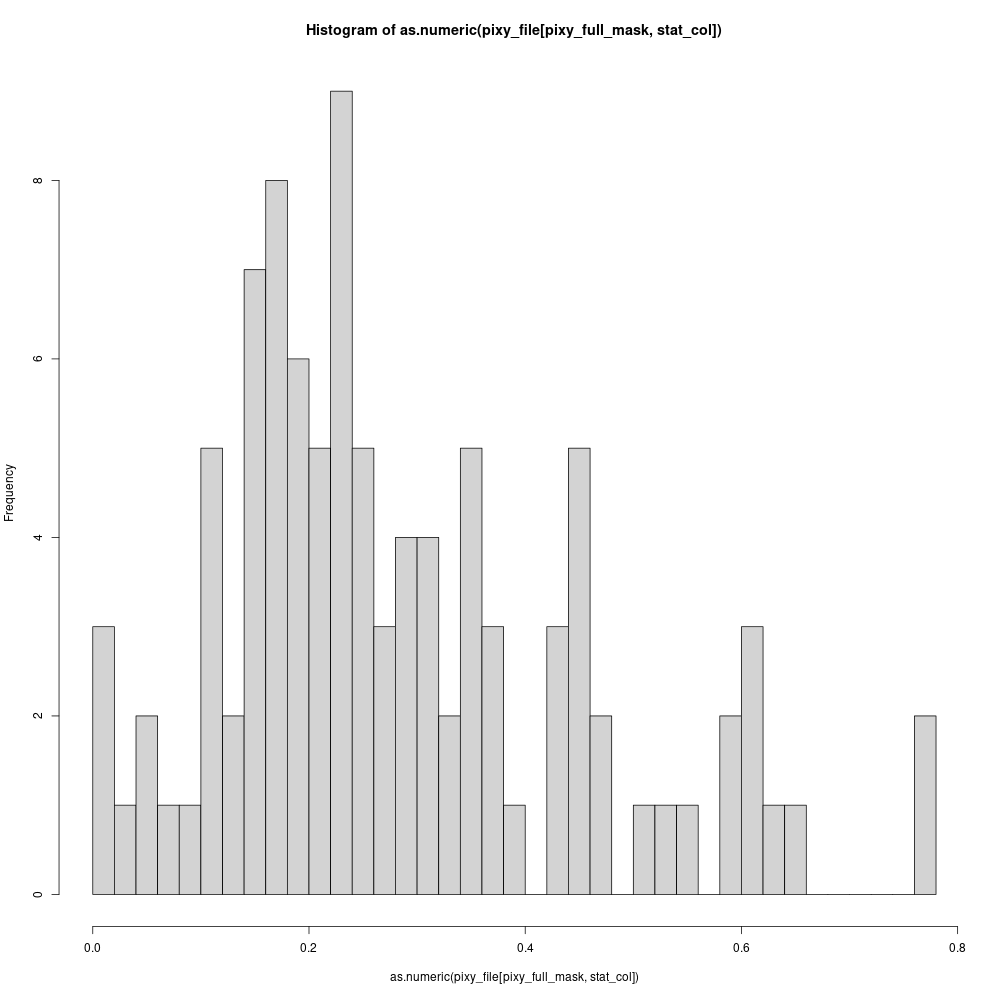 Histogram of as.numeric(pixy_file[pixy_full_mask, stat_col])
8
6
Frequency
4
2
0
0.0 0.2 0.4 0.6 0.8
as.numeric(pixy_file[pixy_full_mask, stat_col])